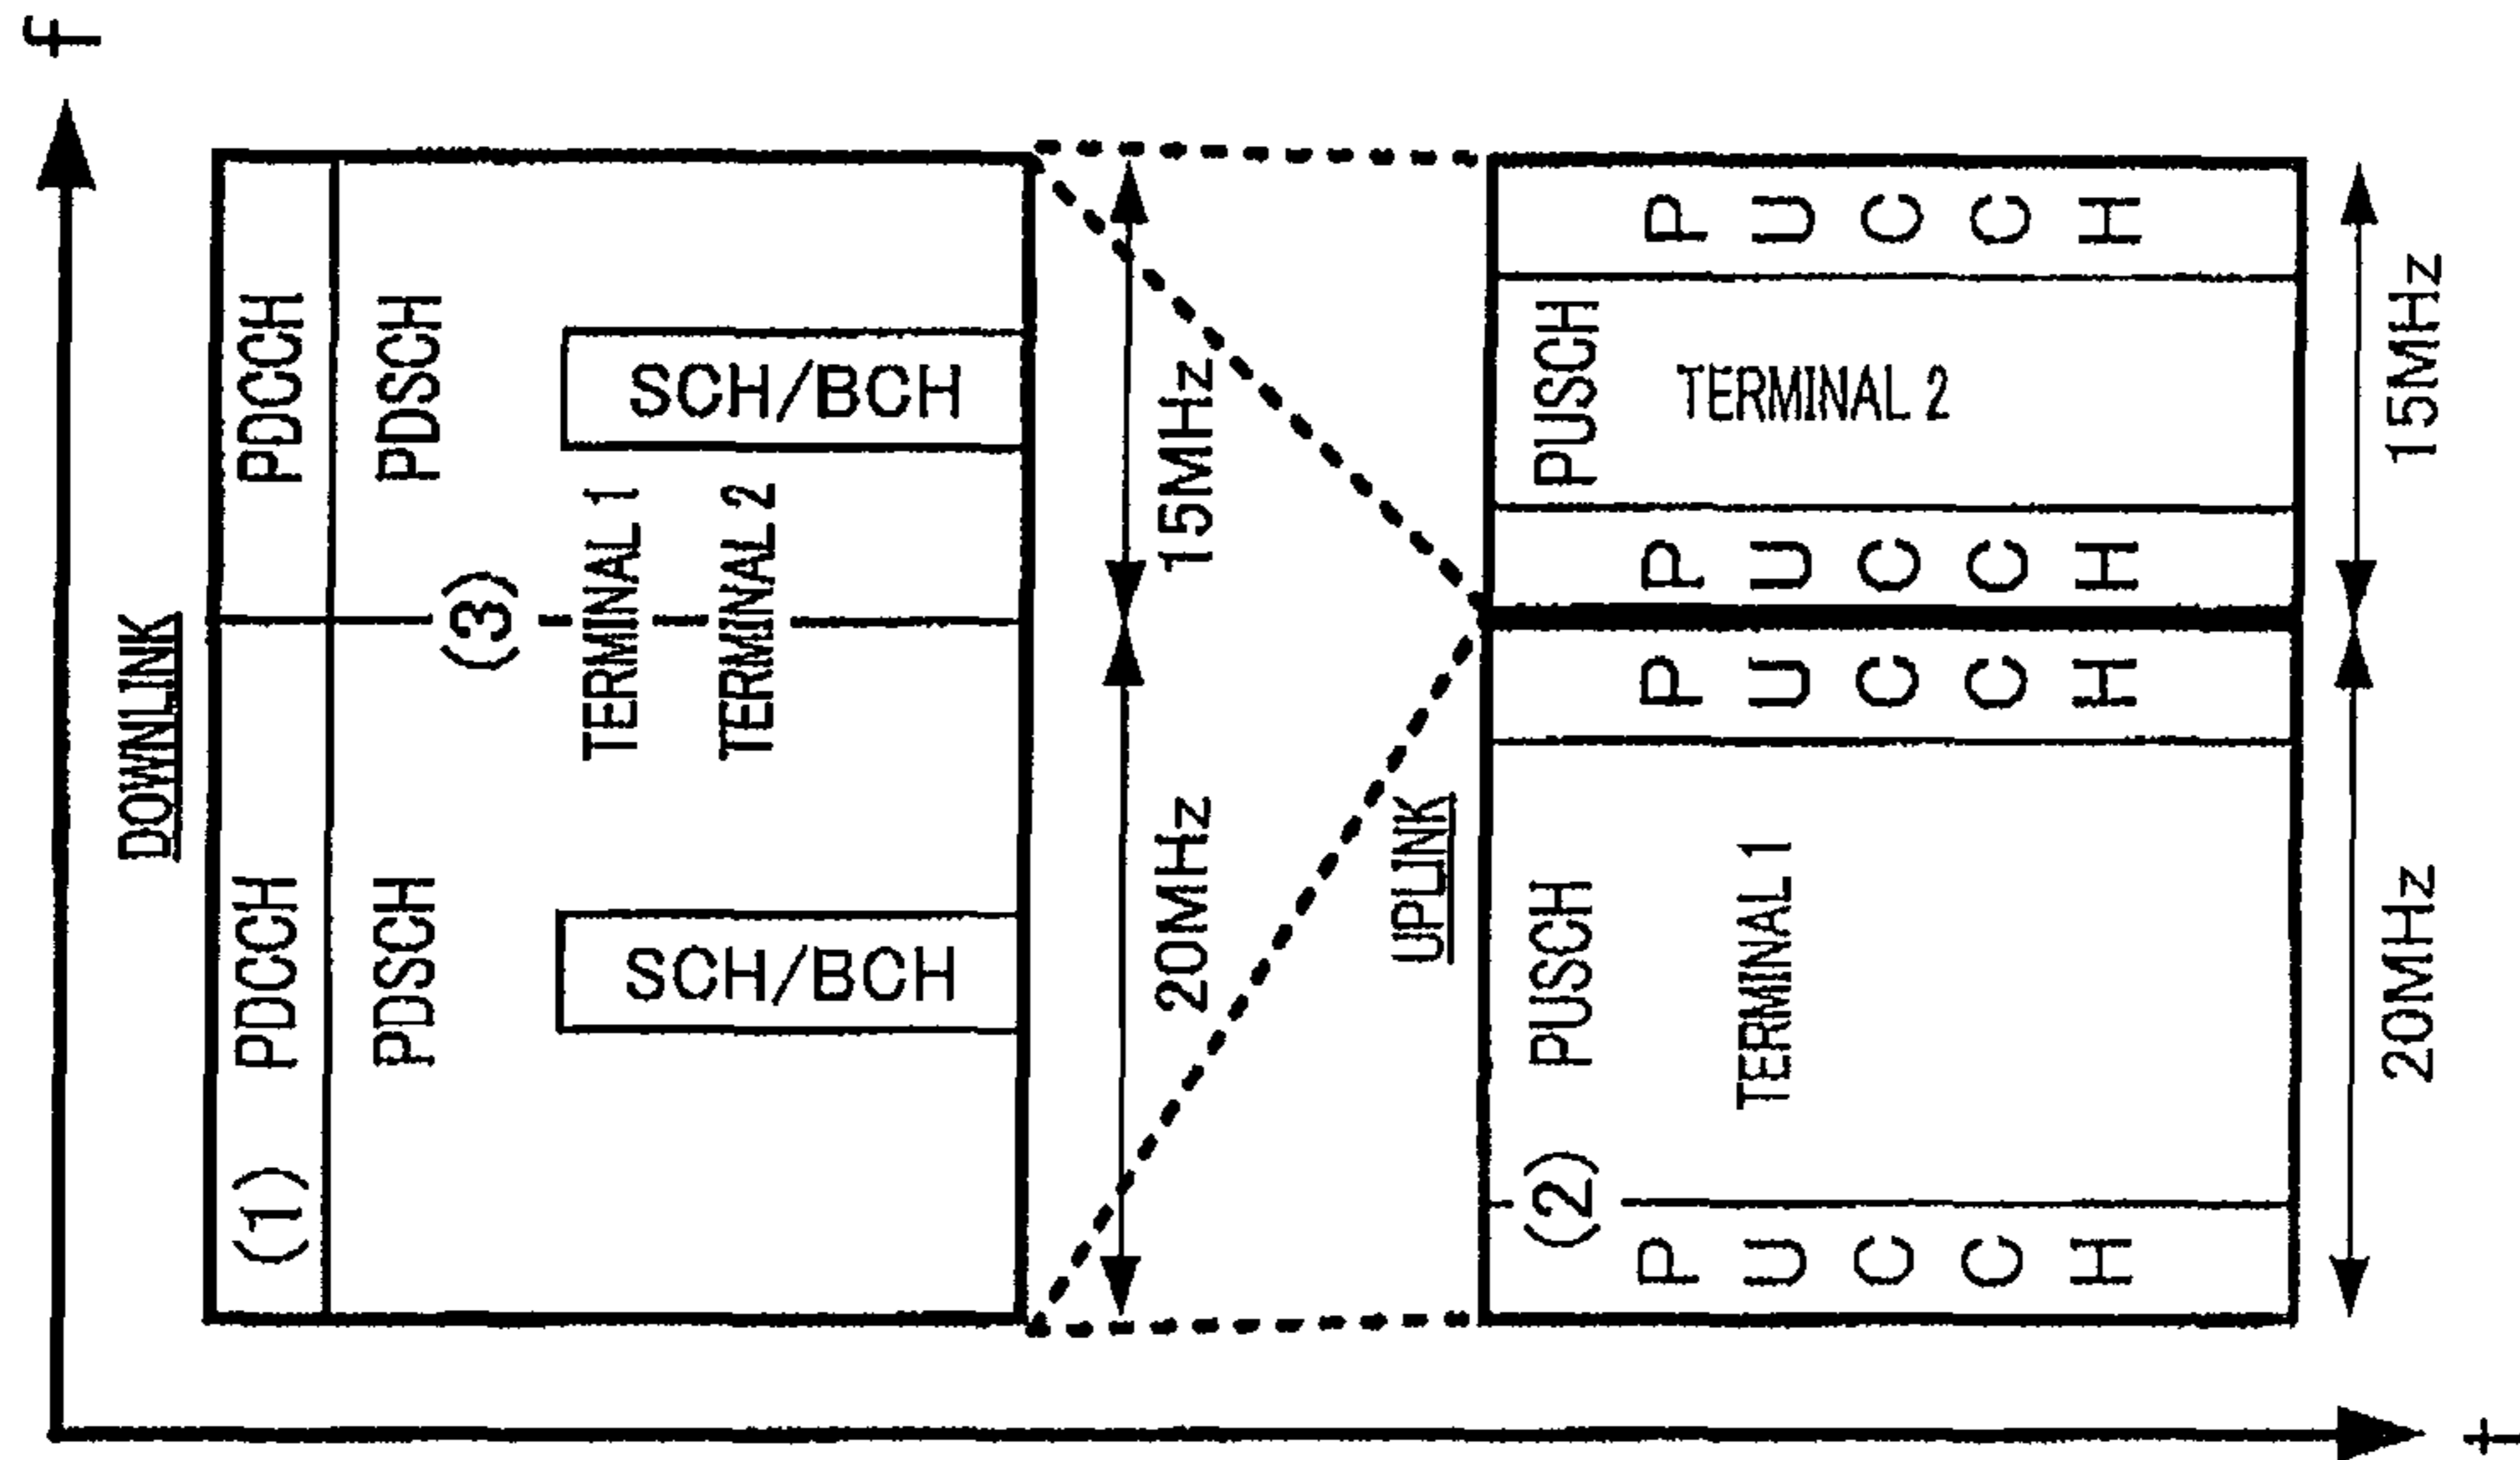 f
DOWNLINK
(1) PDCCH
PDCCH
PDSCH
PDSCH
(3)
TERMINAL 1
TERMINAL 2
SCH/BCH
SCH/BCH
20MHz
15MHz
UPLINK
(2) PUSCH
PUSCH
TERMINAL 1
TERMINAL 2
PUCCH
PUCCH
PUCCH
PUCCH
20MHz
15MHz
t